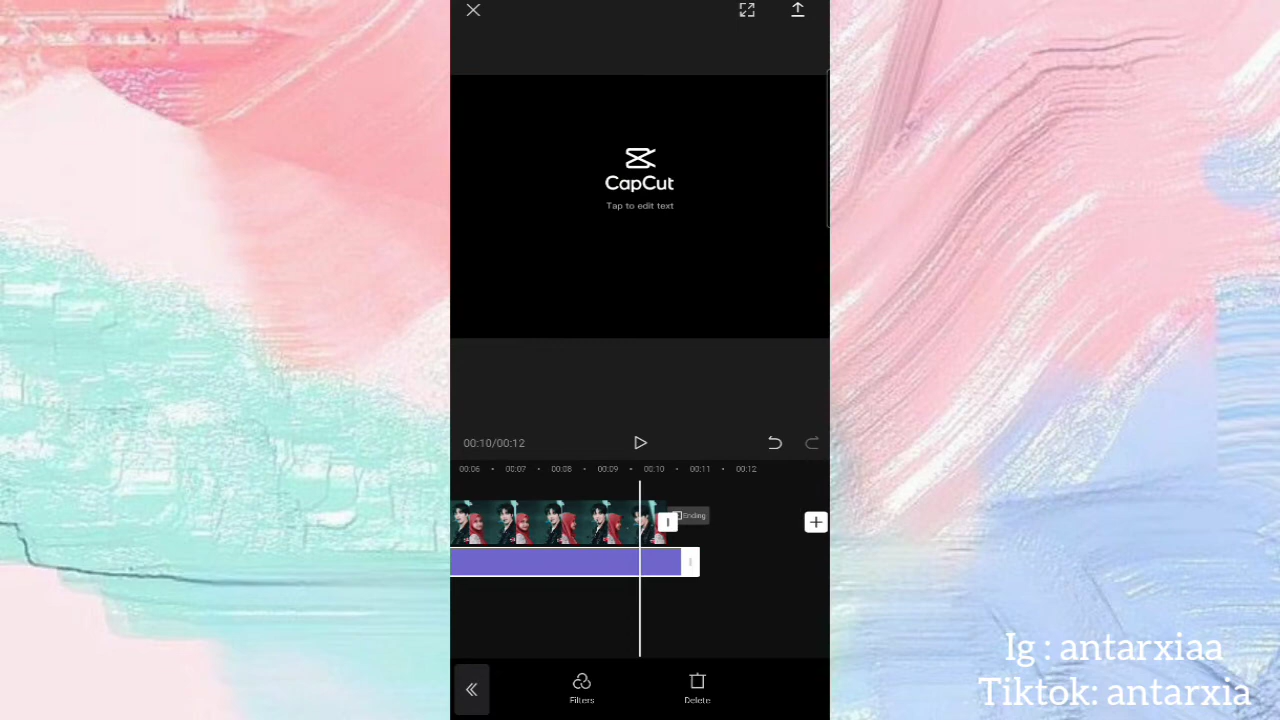 CapCut
Tap to edit text
00:10/00:12
00:06 00:07 00:08 00:09 00:10 00:11 00:12
Ending
Filters Delete
Ig : antarxiaa
Tiktok: antarxia